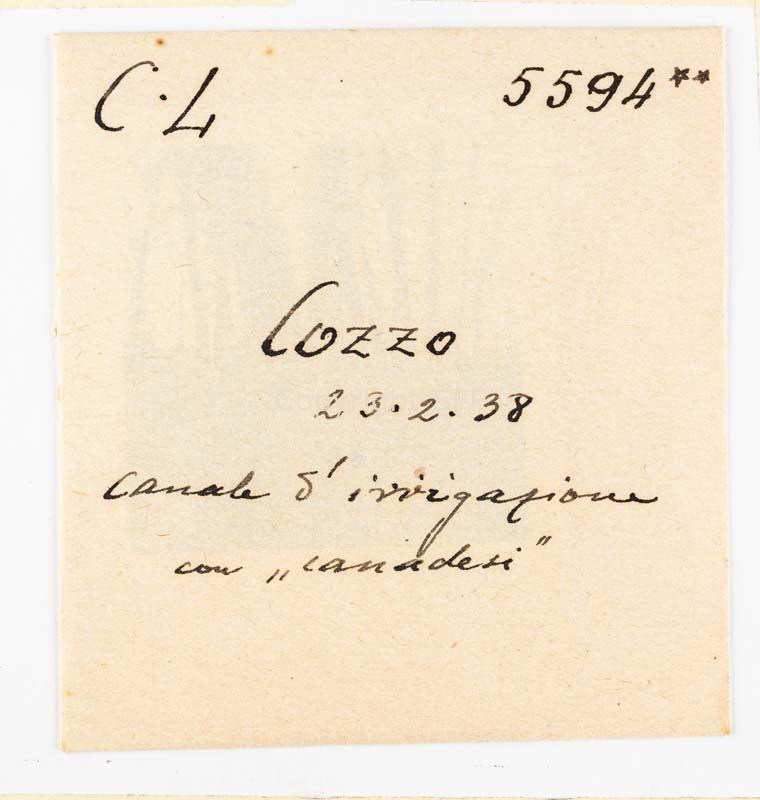 C.L 5594**
Cozzo
23.2.38
canale d'irrigazione
con „canadesi"